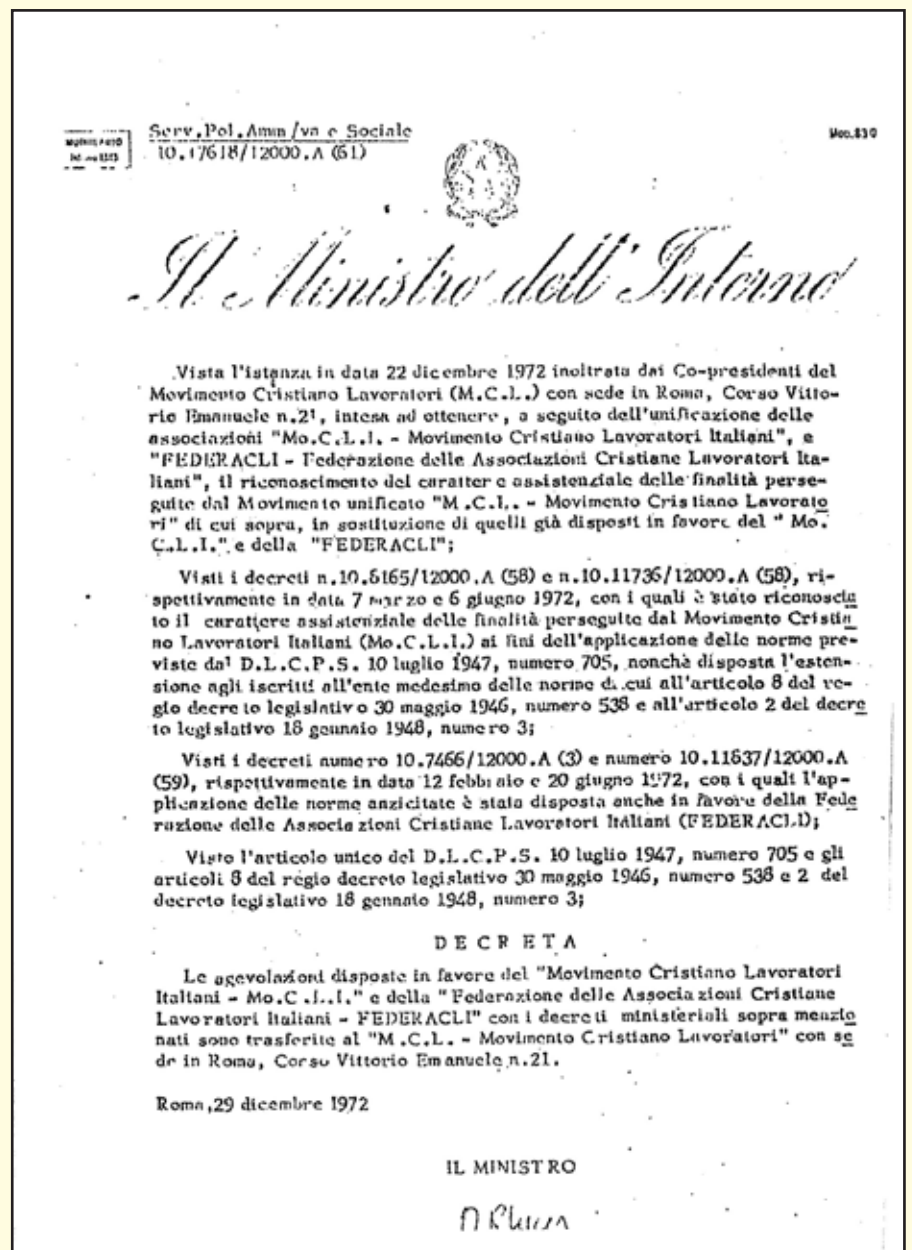 Serv.Pol.Amm/va e Sociale
10.17618/12000.A (61)
Mod.830
Il Ministro dell'Interno
Vista l'istanza in data 22 dicembre 1972 inoltrata dai Co-presidenti del
Movimento Cristiano Lavoratori (M.C.L.) con sede in Roma, Corso Vitto-
rio Emanuele n.21, intesa ad ottenere, a seguito dell'unificazione delle
associazioni "Mo.C.L.I. - Movimento Cristiano Lavoratori Italiani", e
"FEDERACLI - Federazione delle Associazioni Cristiane Lavoratori Ita-
liani", il riconoscimento del carattere assistenziale delle finalità perse-
guite dal Movimento unificato "M.C.L. - Movimento Cristiano Lavorato
ri" di cui sopra, in sostituzione di quelli già disposti in favore del " Mo.
C.L.I." e della "FEDERACLI";
Visti i decreti n.10.6165/12000.A (58) e n.10.11736/12000.A (58), ri-
spettivamente in data 7 marzo e 6 giugno 1972, con i quali è stato riconosciu
to il carattere assistenziale delle finalità perseguite dal Movimento Cristia
no Lavoratori Italiani (Mo.C.L.I.) ai fini dell'applicazione delle norme pre-
viste dal D.L.C.P.S. 10 luglio 1947, numero 705, nonchè disposta l'esten-
sione agli iscritti all'ente medesimo delle norme di cui all'articolo 8 del re-
gio decreto legislativo 30 maggio 1946, numero 538 e all'articolo 2 del decre
to legislativo 18 gennaio 1948, numero 3;
Visti i decreti numero 10.7466/12000.A (3) e numero 10.11837/12000.A
(59), rispettivamente in data 12 febbraio e 20 giugno 1972, con i quali l'ap-
plicazione delle norme anzicitate è stata disposta anche in favore della Fede
razione delle Associazioni Cristiane Lavoratori Italiani (FEDERACLI);
Visto l'articolo unico del D.L.C.P.S. 10 luglio 1947, numero 705 e gli
articoli 8 del regio decreto legislativo 30 maggio 1946, numero 538 e 2 del
decreto legislativo 18 gennaio 1948, numero 3;
DECRETA
Le agevolazioni disposte in favore del "Movimento Cristiano Lavoratori
Italiani - Mo.C.L.I." e della "Federazione delle Associazioni Cristiane
Lavoratori Italiani - FEDERACLI" con i decreti ministeriali sopra menzio
nati sono trasferite al "M.C.L. - Movimento Cristiano Lavoratori" con se
de in Roma, Corso Vittorio Emanuele n.21.
Roma,29 dicembre 1972
IL MINISTRO